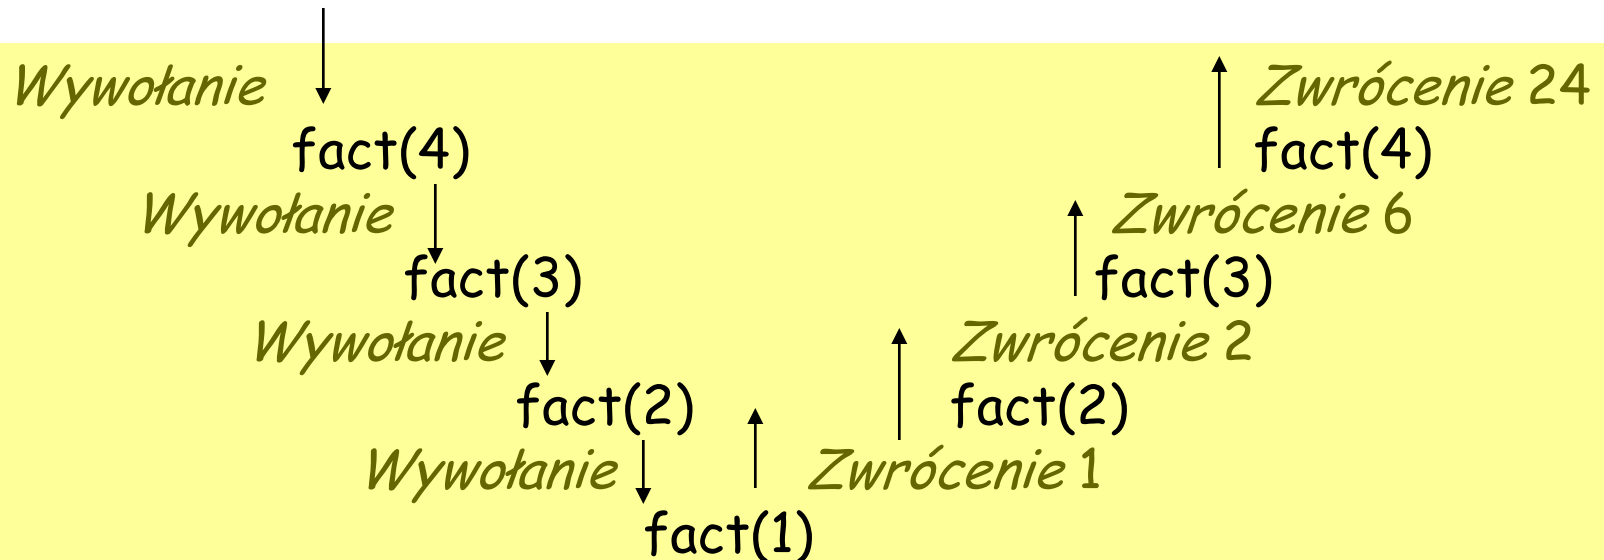 Wywołanie Zwrócenie 24
fact(4) fact(4)
Wywołanie Zwrócenie 6
fact(3) fact(3)
Wywołanie Zwrócenie 2
fact(2) fact(2)
Wywołanie Zwrócenie 1
fact(1)